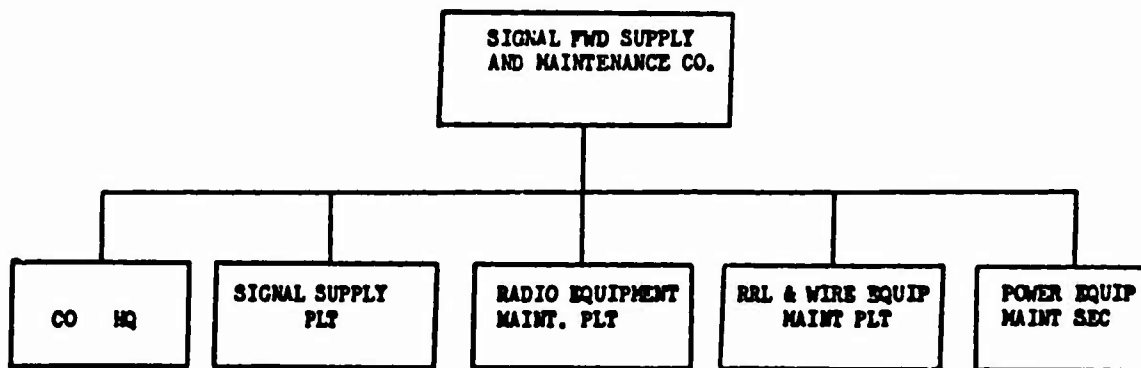 SIGNAL FWD SUPPLY
AND MAINTENANCE CO.
CO HQ
SIGNAL SUPPLY
PLT
RADIO EQUIPMENT
MAINT. PLT
RRL & WIRE EQUIP
MAINT PLT
POWER EQUIP
MAINT SEC